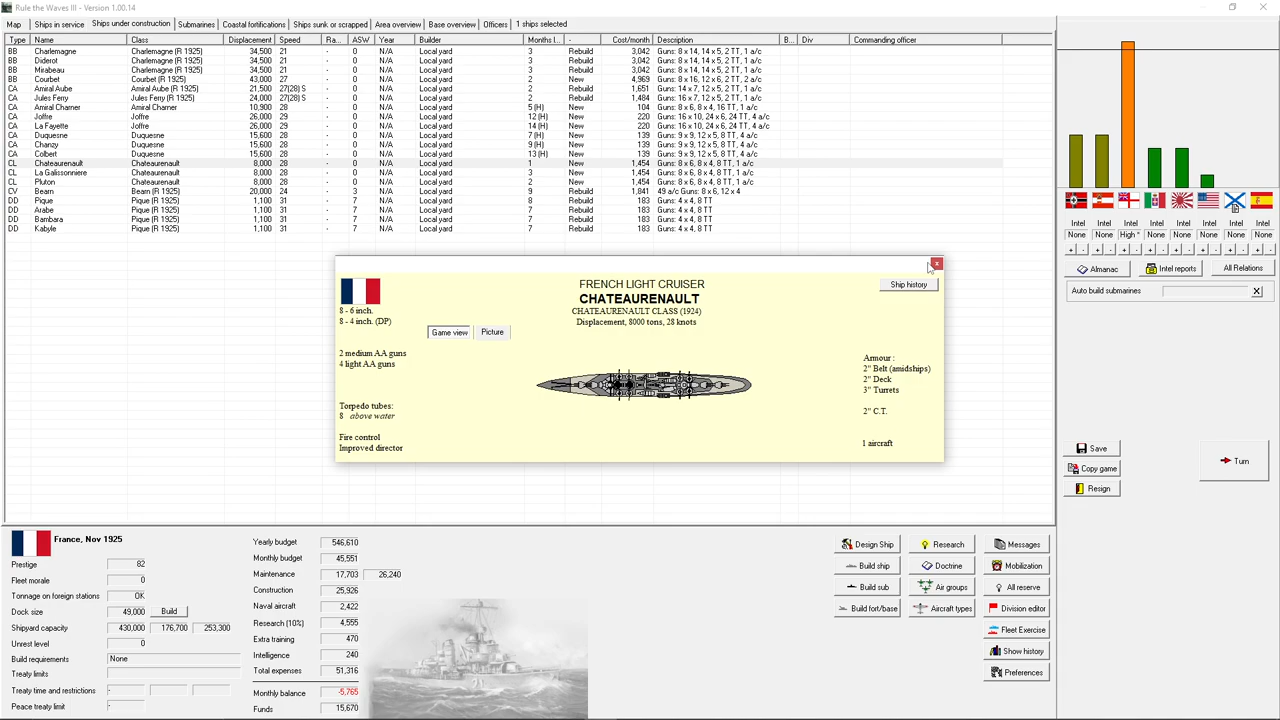 Rule the Waves III - Version 1.00.14
Map Ships in service Ships under construction Submarines Coastal fortifications Ships sunk or scrapped Area overview Base overview Officers 1 ships selected
Type Name Class Displacement Speed Ra... ASW Year Builder Months l... - Cost/month Description B... Div Commanding officer
BB Charlemagne Charlemagne (R 1925) 34,500 21 - 0 N/A Local yard 3 Rebuild 3,042 Guns: 8 x 14, 14 x 5, 2 TT, 1 a/c
BB Diderot Charlemagne (R 1925) 34,500 21 - 0 N/A Local yard 3 Rebuild 3,042 Guns: 8 x 14, 14 x 5, 2 TT, 1 a/c
BB Mirabeau Charlemagne (R 1925) 34,500 21 - 0 N/A Local yard 3 Rebuild 3,042 Guns: 8 x 14, 14 x 5, 2 TT, 1 a/c
BB Courbet Courbet (R 1925) 43,000 27 - 0 N/A Local yard 2 New 4,969 Guns: 8 x 16, 12 x 6, 2 TT, 2 a/c
CA Amiral Aube Amiral Aube (R 1925) 21,500 27(28) S - 0 N/A Local yard 2 Rebuild 1,651 Guns: 14 x 7, 12 x 5, 2 TT, 1 a/c
CA Jules Ferry Jules Ferry (R 1925) 24,000 27(28) S - 0 N/A Local yard 2 Rebuild 1,484 Guns: 16 x 7, 12 x 5, 2 TT, 1 a/c
CA Amiral Charner Amiral Charner 10,900 28 - 0 N/A Local yard 5 (H) New 104 Guns: 8 x 6, 8 x 4, 16 TT, 1 a/c
CA Joffre Joffre 26,000 29 - 0 N/A Local yard 12 (H) New 220 Guns: 16 x 10, 24 x 6, 24 TT, 4 a/c
CA La Fayette Joffre 26,000 29 - 0 N/A Local yard 14 (H) New 220 Guns: 16 x 10, 24 x 6, 24 TT, 4 a/c
CA Duquesne Duquesne 15,600 28 - 0 N/A Local yard 7 (H) New 139 Guns: 9 x 9, 12 x 5, 8 TT, 4 a/c
CA Chanzy Duquesne 15,600 28 - 0 N/A Local yard 9 (H) New 139 Guns: 9 x 9, 12 x 5, 8 TT, 4 a/c
CA Colbert Duquesne 15,600 28 - 0 N/A Local yard 13 (H) New 139 Guns: 9 x 9, 12 x 5, 8 TT, 4 a/c
CL Chateaurenault Chateaurenault 8,000 28 - 0 N/A Local yard 1 New 1,454 Guns: 8 x 6, 8 x 4, 8 TT, 1 a/c
CL La Galissonniere Chateaurenault 8,000 28 - 0 N/A Local yard 3 New 1,454 Guns: 8 x 6, 8 x 4, 8 TT, 1 a/c
CL Pluton Chateaurenault 8,000 28 - 0 N/A Local yard 2 New 1,454 Guns: 8 x 6, 8 x 4, 8 TT, 1 a/c
CV Bearn Bearn (R 1925) 20,000 24 - 3 N/A Local yard 9 Rebuild 1,841 49 a/c Guns: 8 x 6, 12 x 4
DD Pique Pique (R 1925) 1,100 31 - 7 N/A Local yard 8 Rebuild 183 Guns: 4 x 4, 8 TT
DD Arabe Pique (R 1925) 1,100 31 - 7 N/A Local yard 7 Rebuild 183 Guns: 4 x 4, 8 TT
DD Bambara Pique (R 1925) 1,100 31 - 7 N/A Local yard 7 Rebuild 183 Guns: 4 x 4, 8 TT
DD Kabyle Pique (R 1925) 1,100 31 - 7 N/A Local yard 7 Rebuild 183 Guns: 4 x 4, 8 TT
FRENCH LIGHT CRUISER
CHATEAURENAULT
CHATEAURENAULT CLASS (1924)
Displacement, 8000 tons, 28 knots
Ship history
8 - 6 inch.
8 - 4 inch. (DP)
Game view Picture
2 medium AA guns
4 light AA guns
Torpedo tubes:
8 above water
Fire control
Improved director
Armour :
2" Belt (amidships)
2" Deck
3" Turrets
2" C.T.
1 aircraft
Intel Intel Intel Intel Intel Intel Intel Intel
None None High * None None None None None
+ - + - + - + - + - + - + - + -
Almanac Intel reports All Relations
Auto build submarines X
Save
Copy game
Resign
Turn
France, Nov 1925
Prestige 82
Fleet morale 0
Tonnage on foreign stations OK
Dock size 49,000 Build
Shipyard capacity 430,000 176,700 253,300
Unrest level 0
Build requirements None
Treaty limits
Treaty time and restrictions -
Peace treaty limit -
Yearly budget 546,610
Monthly budget 45,551
Maintenance 17,703 26,240
Construction 25,926
Naval aircraft 2,422
Research (10%) 4,555
Extra training 470
Intelligence 240
Total expenses 51,316
Monthly balance -5,765
Funds 15,670
Design Ship Research Messages
Build ship Doctrine Mobilization
Build sub Air groups All reserve
Build fort/base Aircraft types Division editor
Fleet Exercise
Show history
Preferences